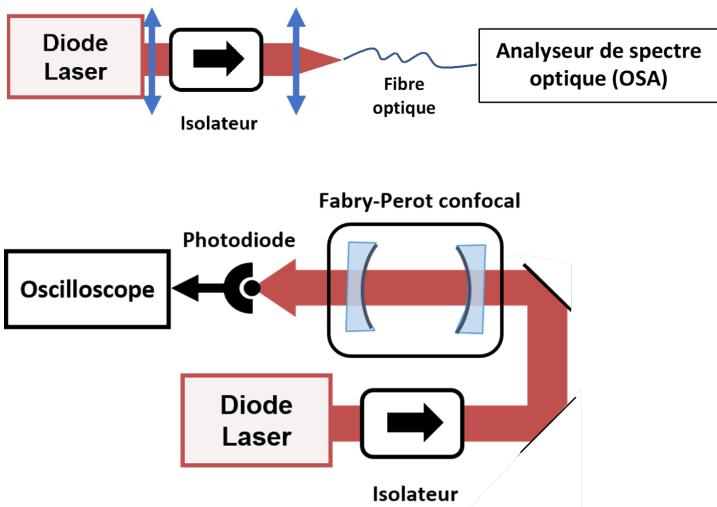 Diode
Laser
Isolateur
Fibre
optique
Analyseur de spectre
optique (OSA)
Fabry-Perot confocal
Photodiode
Oscilloscope
Diode
Laser
Isolateur